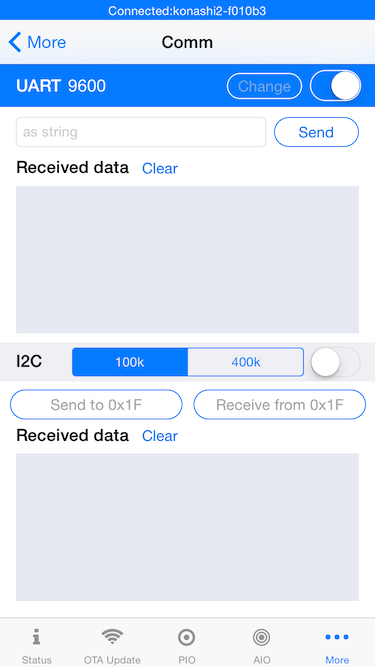 Connected:konashi2-f010b3
More Comm
UART 9600 Change
as string Send
Received data Clear
I2C 100k 400k
Send to 0x1F Receive from 0x1F
Received data Clear
Status OTA Update PIO AIO More